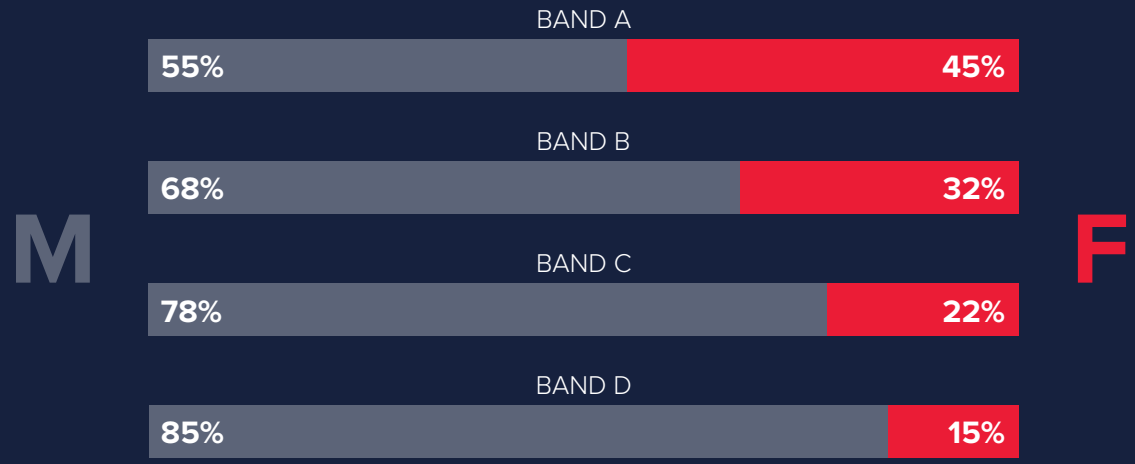 BAND A
55% 45%
BAND B
68% 32%
M F
BAND C
78% 22%
BAND D
85% 15%